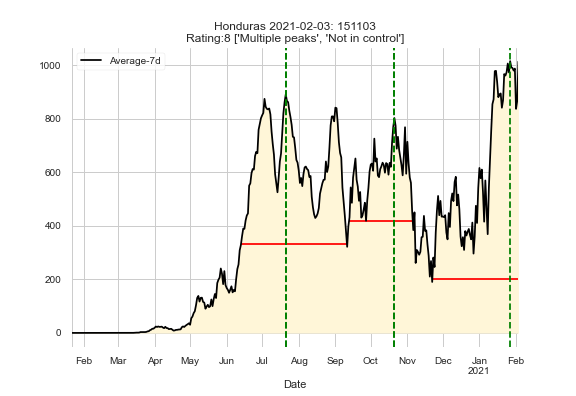 Honduras 2021-02-03: 151103
Rating:8 ['Multiple peaks', 'Not in control']
Average-7d
1000
800
600
400
200
0
Feb Mar Apr May Jun Jul Aug Sep Oct Nov Dec Jan Feb
2021
Date